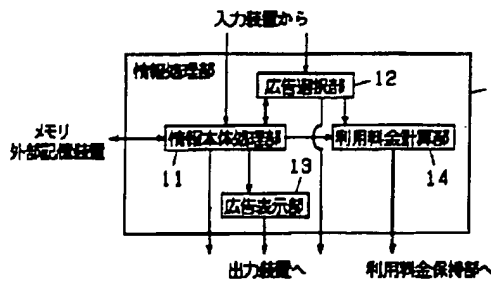 入力装置から
情報処理部
広告選択部
12
メモリ
外部記憶装置
情報本体処理部
利用料金計算部
11
13
14
広告表示部
出力装置へ
利用料金保持部へ